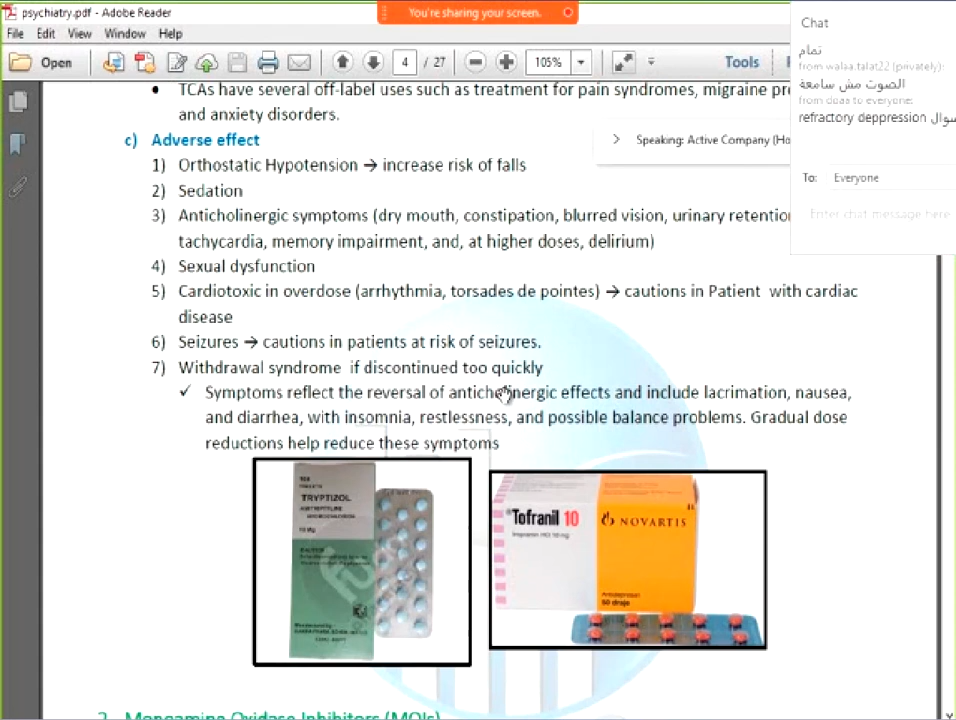 psychiatry.pdf - Adobe Reader
You're sharing your screen.
File Edit View Window Help
Open
4 / 27
105%
Tools
• TCAs have several off-label uses such as treatment for pain syndromes, migraine
and anxiety disorders.
c) Adverse effect
1) Orthostatic Hypotension → increase risk of falls
2) Sedation
3) Anticholinergic symptoms (dry mouth, constipation, blurred vision, urinary
tachycardia, memory impairment, and, at higher doses, delirium)
4) Sexual dysfunction
5) Cardiotoxic in overdose (arrhythmia, torsades de pointes) → cautions in Patient with cardiac
disease
6) Seizures → cautions in patients at risk of seizures.
7) Withdrawal syndrome if discontinued too quickly
✓ Symptoms reflect the reversal of anticholinergic effects and include lacrimation, nausea,
and diarrhea, with insomnia, restlessness, and possible balance problems. Gradual dose
reductions help reduce these symptoms
TRYPTIZOL
10 Mg
Tofranil 10
NOVARTIS
Imipramin HCl 10 mg
50 dragé
2. Monoamine Oxidase Inhibitors (MOIs)
Speaking: Active Company
Chat
تمام
from walaa.talat22 (privately):
الصوت مش سامعة
from doaa to everyone:
refractory deppression سوال
To: Everyone
Enter chat message here